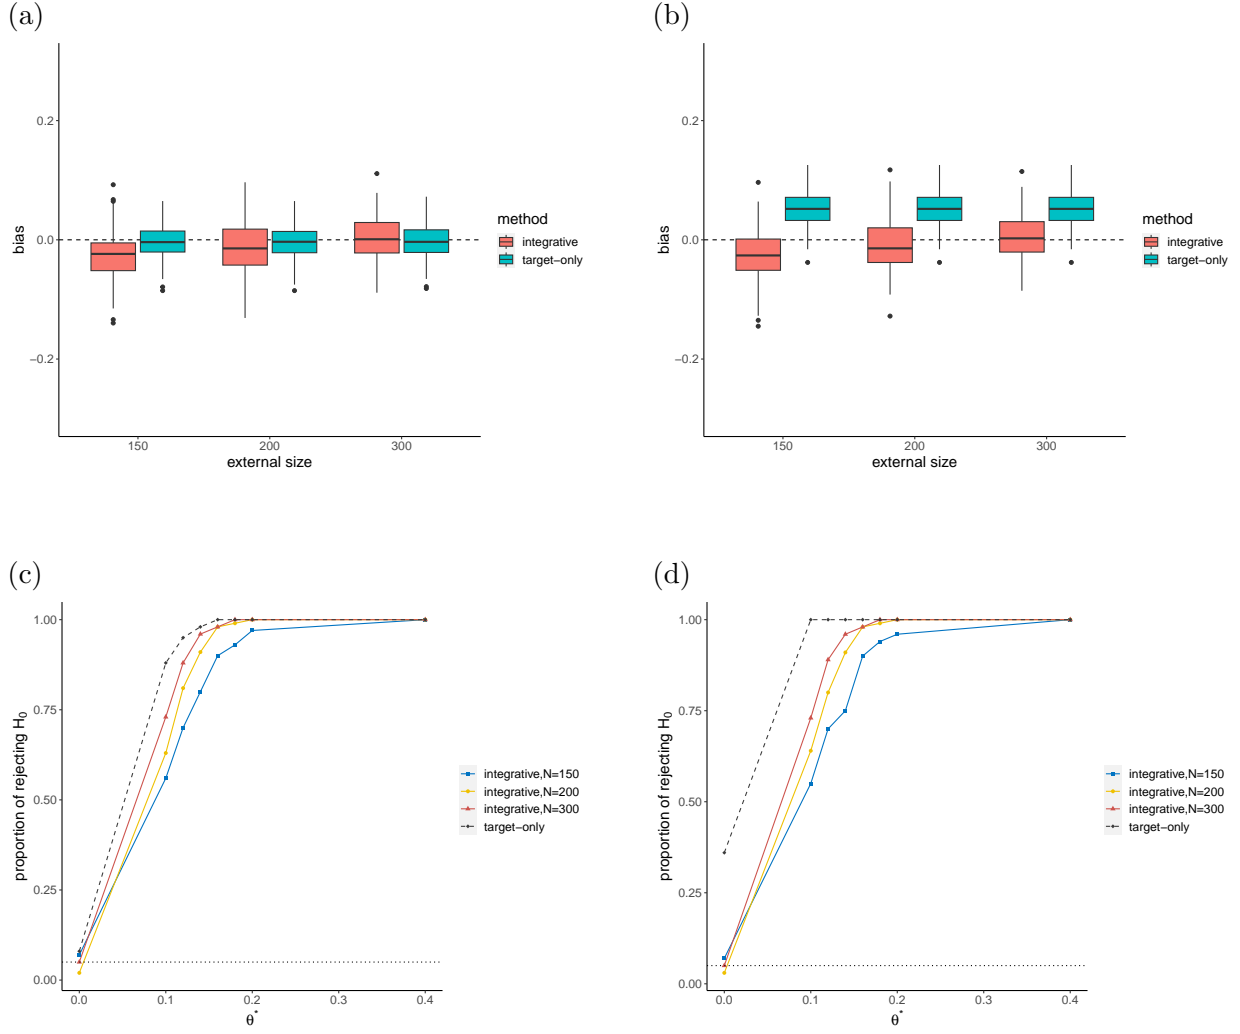 (a)
0.2
0.0
−0.2
bias
150
200
300
external size
method
integrative
target−only
(b)
0.2
0.0
−0.2
bias
150
200
300
external size
method
integrative
target−only
(c)
1.00
0.75
0.50
0.25
0.00
proportion of rejecting H0
0.0
0.1
0.2
0.3
0.4
θ*
integrative,N=150
integrative,N=200
integrative,N=300
target−only
(d)
1.00
0.75
0.50
0.25
0.00
proportion of rejecting H0
0.0
0.1
0.2
0.3
0.4
θ*
integrative,N=150
integrative,N=200
integrative,N=300
target−only